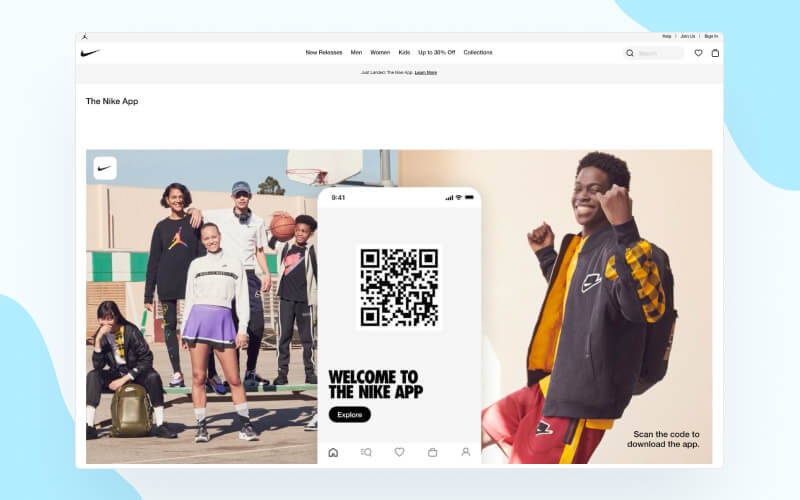 Help | Join Us | Sign In
New Releases Men Women Kids Up to 30% Off Collections
Search
Just Landed: The Nike App. Learn More
The Nike App
9:41
WELCOME TO
THE NIKE APP
Explore
Scan the code to
download the app.